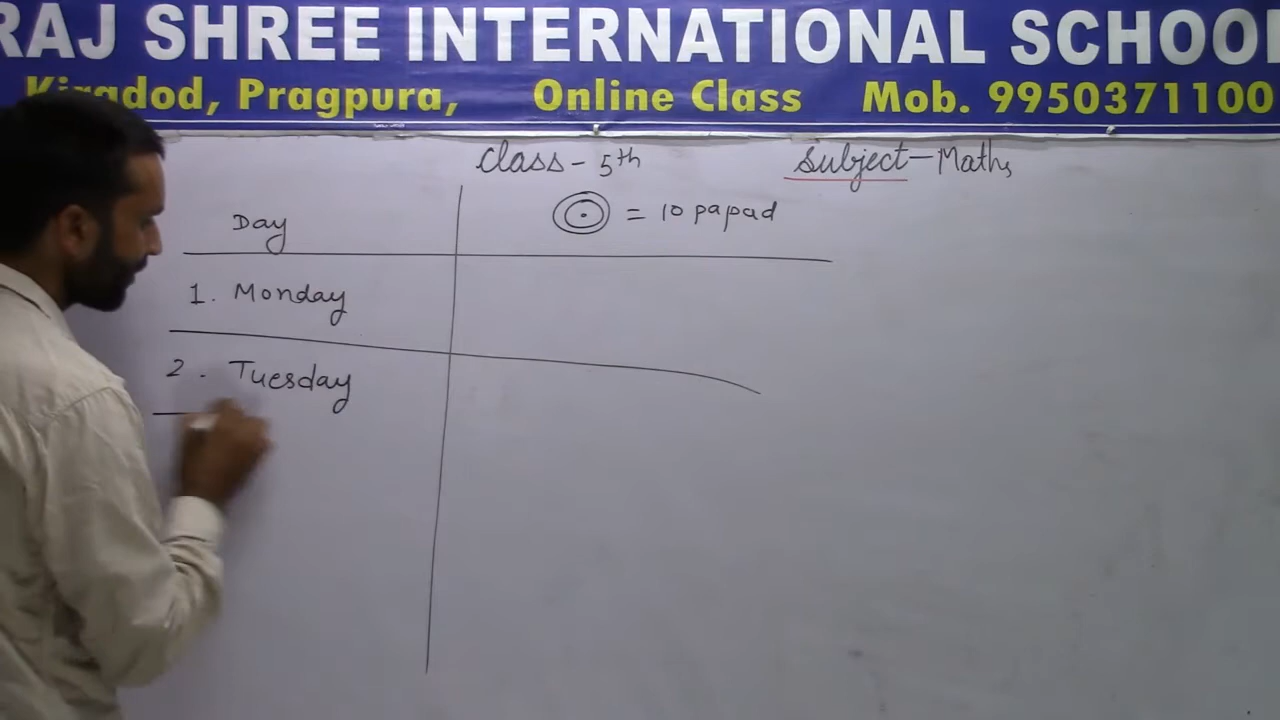 RAJ SHREE INTERNATIONAL SCHOOL
Kiradod, Pragpura, Online Class Mob. 9950371100
Class - 5th Subject - Maths
Day = 10 papad
1. Monday
2. Tuesday